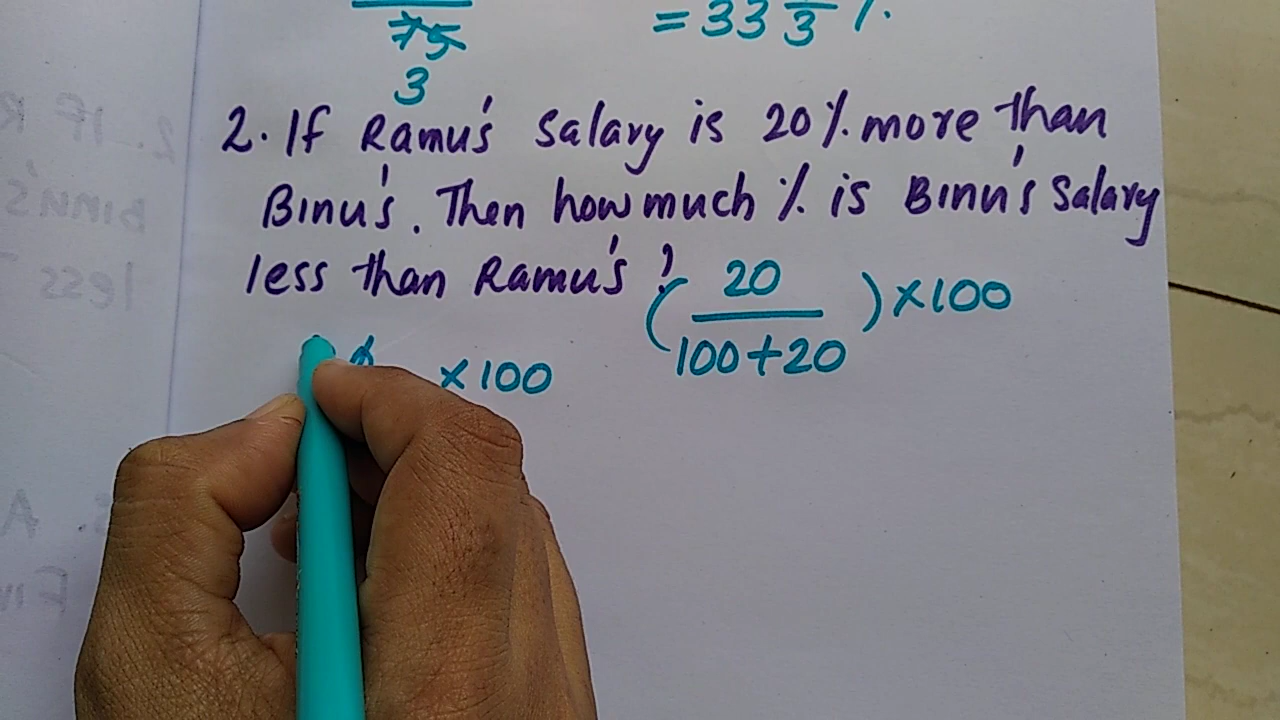 75
3
= 33 /3 %.
2. If Ramu's salary is 20% more than
Binu's. Then how much % is Binu's Salary
less than Ramu's?
( 20 / 100+20 ) × 100
× 100